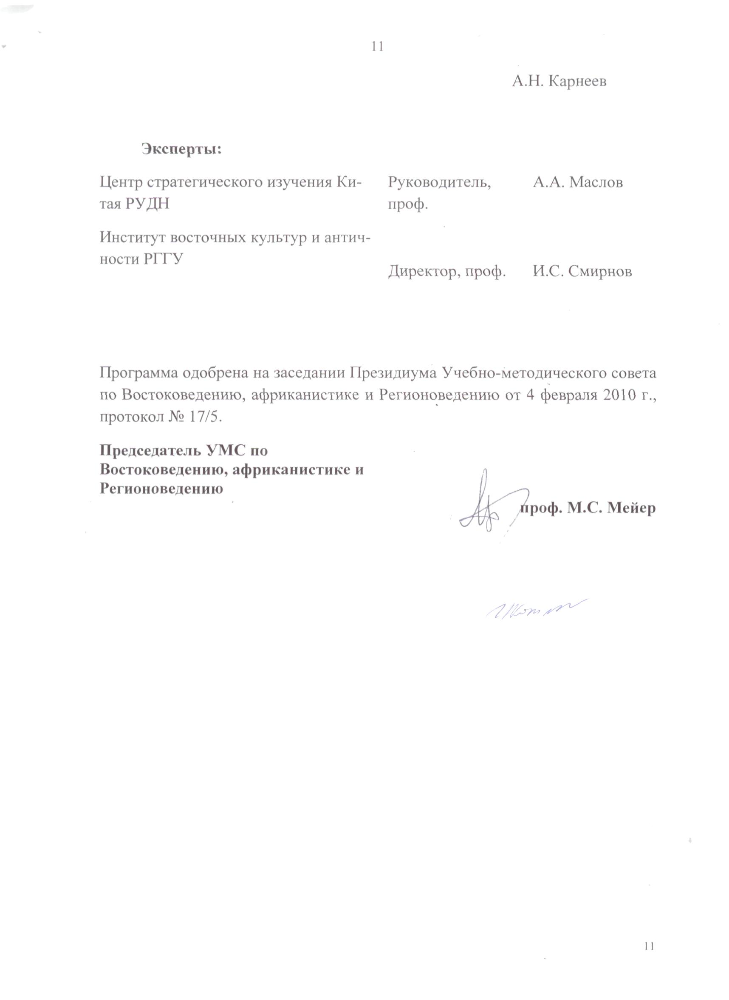 11
А.Н. Карнеев
Эксперты:
Центр стратегического изучения Ки- Руководитель, А.А. Маслов
тая РУДН проф.
Институт восточных культур и антич-
ности РГГУ
Директор, проф. И.С. Смирнов
Программа одобрена на заседании Президиума Учебно-методического совета
по Востоковедению, африканистике и Регионоведению от 4 февраля 2010 г.,
протокол № 17/5.
Председатель УМС по
Востоковедению, африканистике и
Регионоведению
проф. М.С. Мейер
11